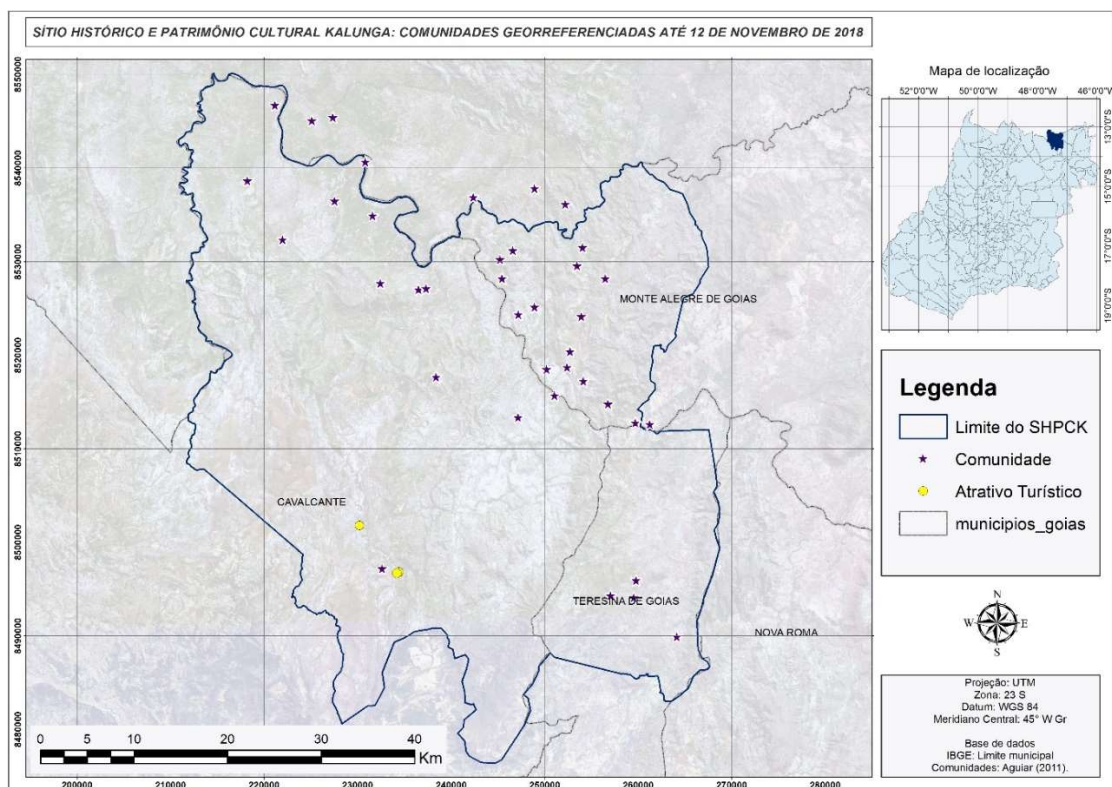 SÍTIO HISTÓRICO E PATRIMÔNIO CULTURAL KALUNGA: COMUNIDADES GEORREFERENCIADAS ATÉ 12 DE NOVEMBRO DE 2018
8550000
8540000
8530000
8520000
8510000
8500000
8490000
8480000
MONTE ALEGRE DE GOIAS
CAVALCANTE
TERESINA DE GOIAS
NOVA ROMA
0 5 10 20 30 40
Km
200000 210000 220000 230000 240000 250000 260000 270000 280000
Mapa de localização
52°0'0"W 50°0'0"W 48°0'0"W 46°0'0"W
13°0'0"S
15°0'0"S
17°0'0"S
19°0'0"S
Legenda
Limite do SHPCK
Comunidade
Atrativo Turístico
municipios_goias
N
W E
S
Projeção: UTM
Zona: 23 S
Datum: WGS 84
Meridiano Central: 45° W Gr
Base de dados
IBGE: Limite municipal
Comunidades: Aguiar (2011).